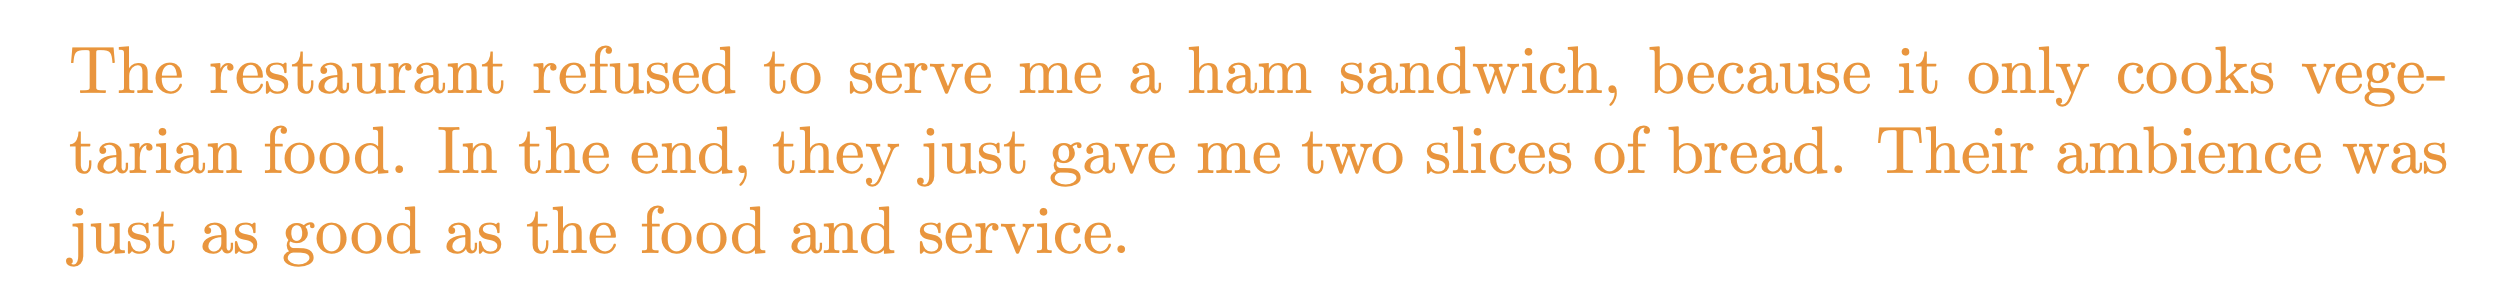 The restaurant refused to serve me a ham sandwich, because it only cooks vege-
tarian food. In the end, they just gave me two slices of bread. The ambience was
just as good as the food and service.